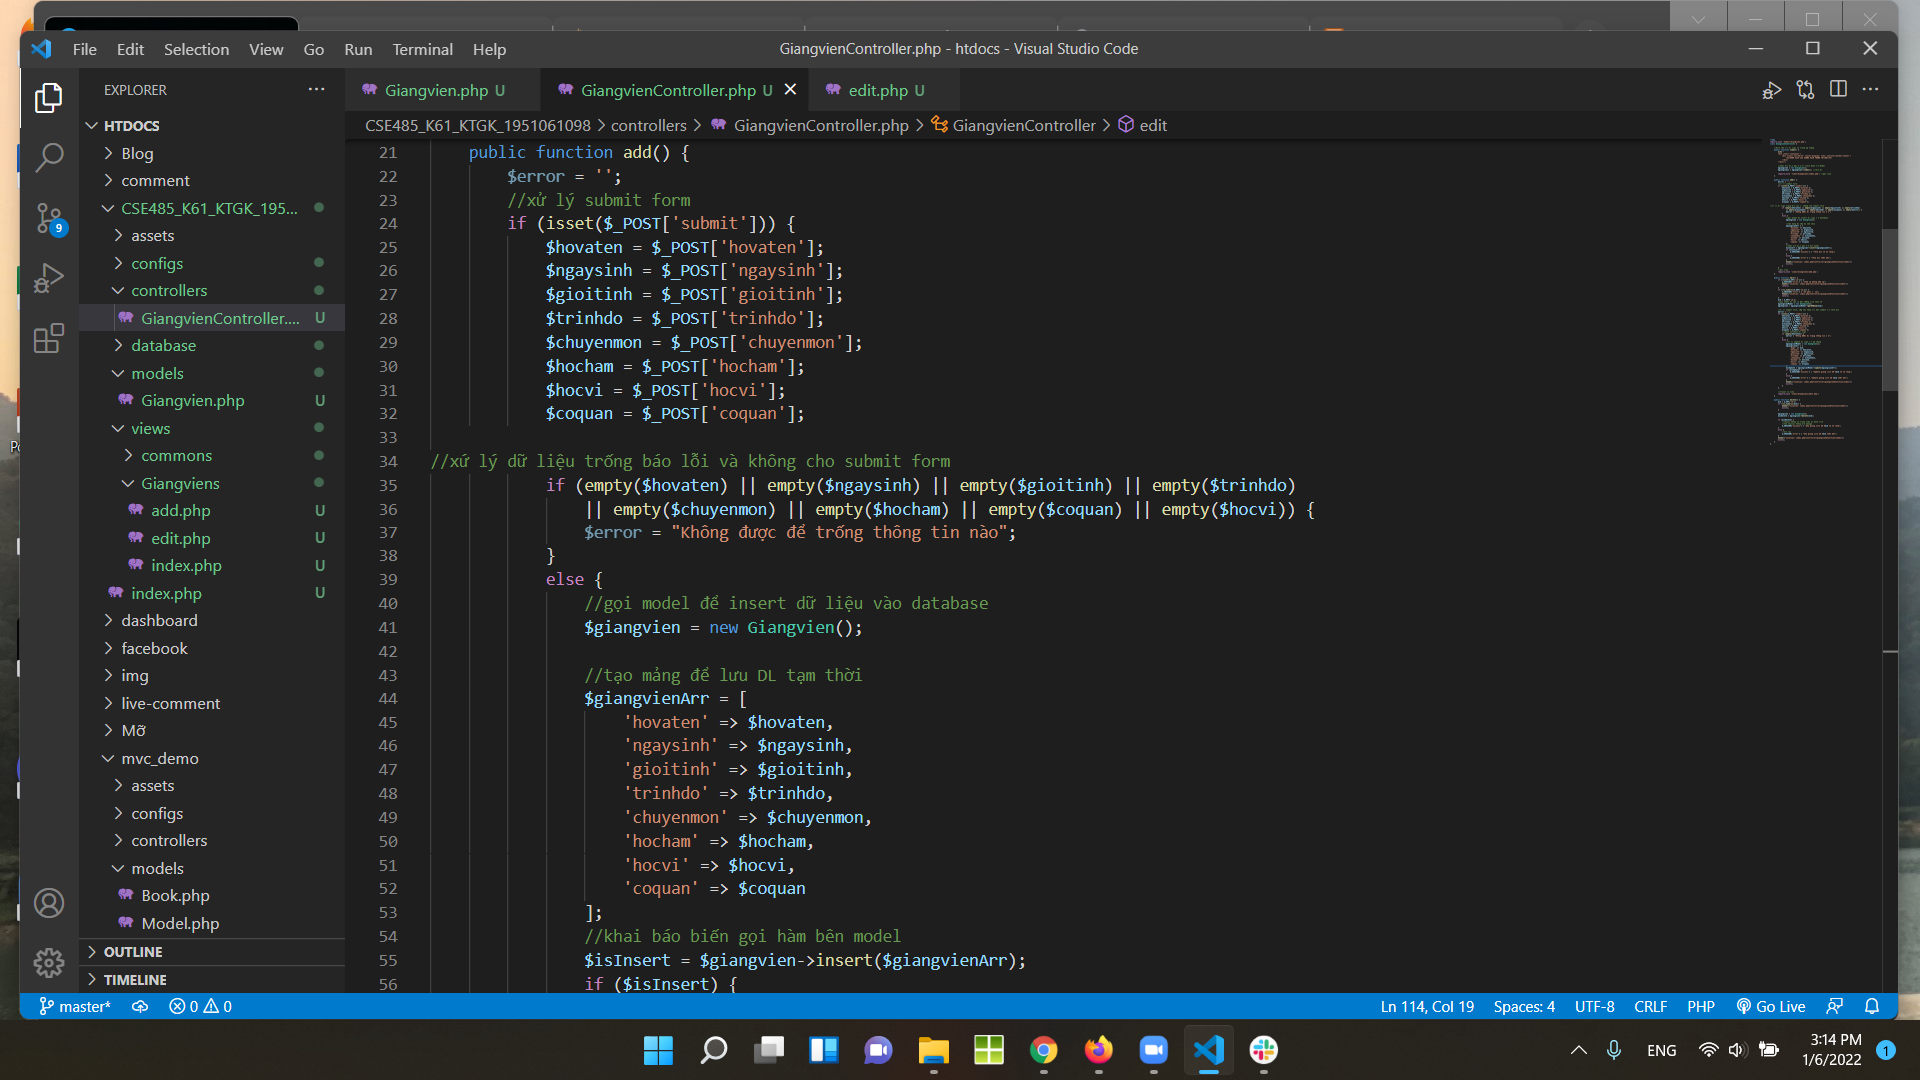 File Edit Selection View Go Run Terminal Help
GiangvienController.php - htdocs - Visual Studio Code
EXPLORER
HTDOCS
Blog
comment
CSE485_K61_KTGK_195...
assets
configs
controllers
GiangvienController.... U
database
models
Giangvien.php U
views
commons
Giangviens
add.php U
edit.php U
index.php U
index.php U
dashboard
facebook
img
live-comment
Mỡ
mvc_demo
assets
configs
controllers
models
Book.php
Model.php
OUTLINE
TIMELINE
9
Giangvien.php U GiangvienController.php U edit.php U
CSE485_K61_KTGK_1951061098 > controllers > GiangvienController.php > GiangvienController > edit
21 public function add() {
22 $error = '';
23 //xử lý submit form
24 if (isset($_POST['submit'])) {
25 $hovaten = $_POST['hovaten'];
26 $ngaysinh = $_POST['ngaysinh'];
27 $gioitinh = $_POST['gioitinh'];
28 $trinhdo = $_POST['trinhdo'];
29 $chuyenmon = $_POST['chuyenmon'];
30 $hocham = $_POST['hocham'];
31 $hocvi = $_POST['hocvi'];
32 $coquan = $_POST['coquan'];
33
34 //xứ lý dữ liệu trống báo lỗi và không cho submit form
35 if (empty($hovaten) || empty($ngaysinh) || empty($gioitinh) || empty($trinhdo)
36 || empty($chuyenmon) || empty($hocham) || empty($coquan) || empty($hocvi)) {
37 $error = "Không được để trống thông tin nào";
38 }
39 else {
40 //gọi model để insert dữ liệu vào database
41 $giangvien = new Giangvien();
42
43 //tạo mảng để lưu DL tạm thời
44 $giangvienArr = [
45 'hovaten' => $hovaten,
46 'ngaysinh' => $ngaysinh,
47 'gioitinh' => $gioitinh,
48 'trinhdo' => $trinhdo,
49 'chuyenmon' => $chuyenmon,
50 'hocham' => $hocham,
51 'hocvi' => $hocvi,
52 'coquan' => $coquan
53 ];
54 //khai báo biến gọi hàm bên model
55 $isInsert = $giangvien->insert($giangvienArr);
56 if ($isInsert) {
master* 0 0
Ln 114, Col 19 Spaces: 4 UTF-8 CRLF PHP Go Live
ENG
3:14 PM
1/6/2022
1